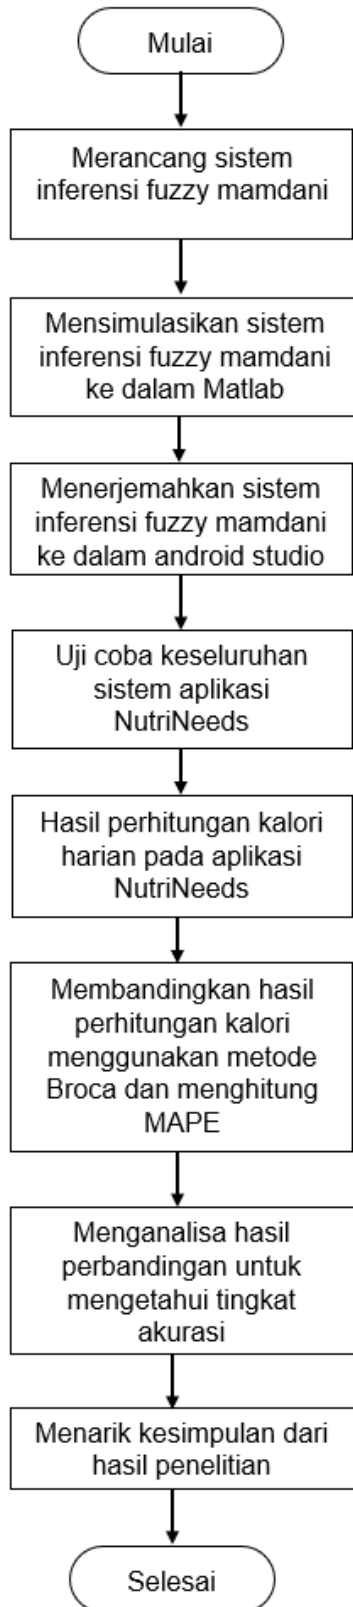 Mulai
Merancang sistem
inferensi fuzzy mamdani
Mensimulasikan sistem
inferensi fuzzy mamdani
ke dalam Matlab
Menerjemahkan sistem
inferensi fuzzy mamdani
ke dalam android studio
Uji coba keseluruhan
sistem aplikasi
NutriNeeds
Hasil perhitungan kalori
harian pada aplikasi
NutriNeeds
Membandingkan hasil
perhitungan kalori
menggunakan metode
Broca dan menghitung
MAPE
Menganalisa hasil
perbandingan untuk
mengetahui tingkat
akurasi
Menarik kesimpulan dari
hasil penelitian
Selesai